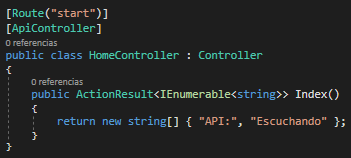 [Route("start")]
[ApiController]
0 referencias
public class HomeController : Controller
{
0 referencias
public ActionResult<IEnumerable<string>> Index()
{
return new string[] { "API:", "Escuchando" };
}
}